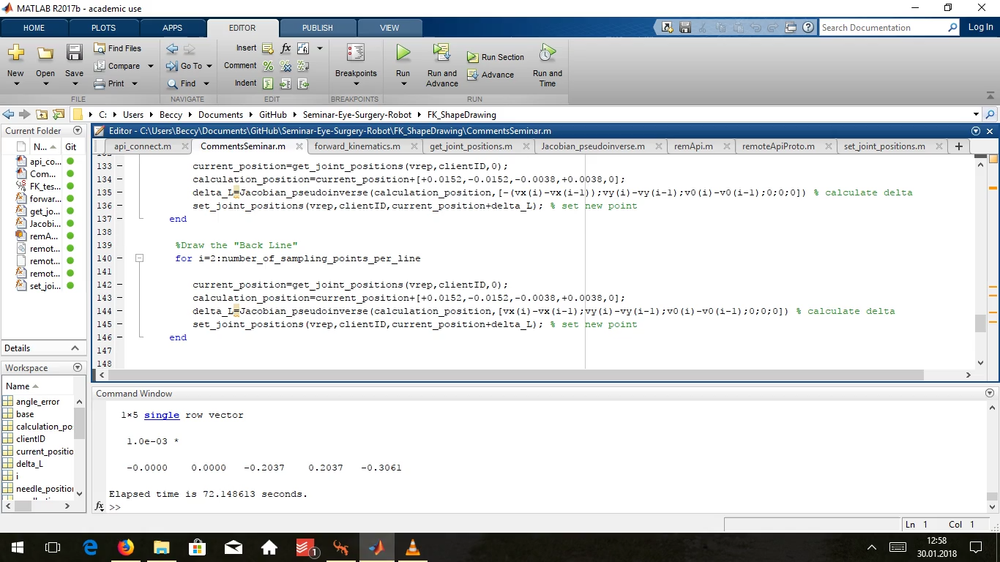 MATLAB R2017b - academic use
HOME PLOTS APPS EDITOR PUBLISH VIEW
Search Documentation
Log In
New Open Save
Find Files
Compare
Print
FILE
Go To
Find
NAVIGATE
Insert fx
Comment % %
Indent
EDIT
Breakpoints
BREAKPOINTS
Run
Run and Advance
Run Section
Advance
Run and Time
RUN
C: Users Beccy Documents GitHub Seminar-Eye-Surgery-Robot FK_ShapeDrawing
Current Folder
N... Git
api_co...
Com...
FK_tes...
forwar...
get_jo...
Jacobi...
remA...
remot...
remot...
remot...
set_joi...
Details
Workspace
Name
angle_error
base
calculation_po
clientID
current_positio
delta_L
i
needle_position
Editor - C:\Users\Beccy\Documents\GitHub\Seminar-Eye-Surgery-Robot\FK_ShapeDrawing\CommentsSeminar.m
api_connect.m CommentsSeminar.m forward_kinematics.m get_joint_positions.m Jacobian_pseudoinverse.m remApi.m remoteApiProto.m set_joint_positions.m +
133 – current_position=get_joint_positions(vrep,clientID,0);
134 – calculation_position=current_position+[+0.0152,-0.0152,-0.0038,+0.0038,0];
135 – delta_L=Jacobian_pseudoinverse(calculation_position,[-(vx(i)-vx(i-1));vy(i)-vy(i-1);v0(i)-v0(i-1);0;0;0]) % calculate delta
136 – set_joint_positions(vrep,clientID,current_position+delta_L); % set new point
137 – end
138
139 %Draw the "Back Line"
140 – for i=2:number_of_sampling_points_per_line
141
142 – current_position=get_joint_positions(vrep,clientID,0);
143 – calculation_position=current_position+[+0.0152,-0.0152,-0.0038,+0.0038,0];
144 – delta_L=Jacobian_pseudoinverse(calculation_position,[vx(i)-vx(i-1);vy(i)-vy(i-1);v0(i)-v0(i-1);0;0;0]) % calculate delta
145 – set_joint_positions(vrep,clientID,current_position+delta_L); % set new point
146 – end
147
148
Command Window
1×5 single row vector
1.0e-03 *
-0.0000 0.0000 -0.2037 0.2037 -0.3061
Elapsed time is 72.148613 seconds.
fx >>
Ln 1 Col 1
1
12:58
30.01.2018